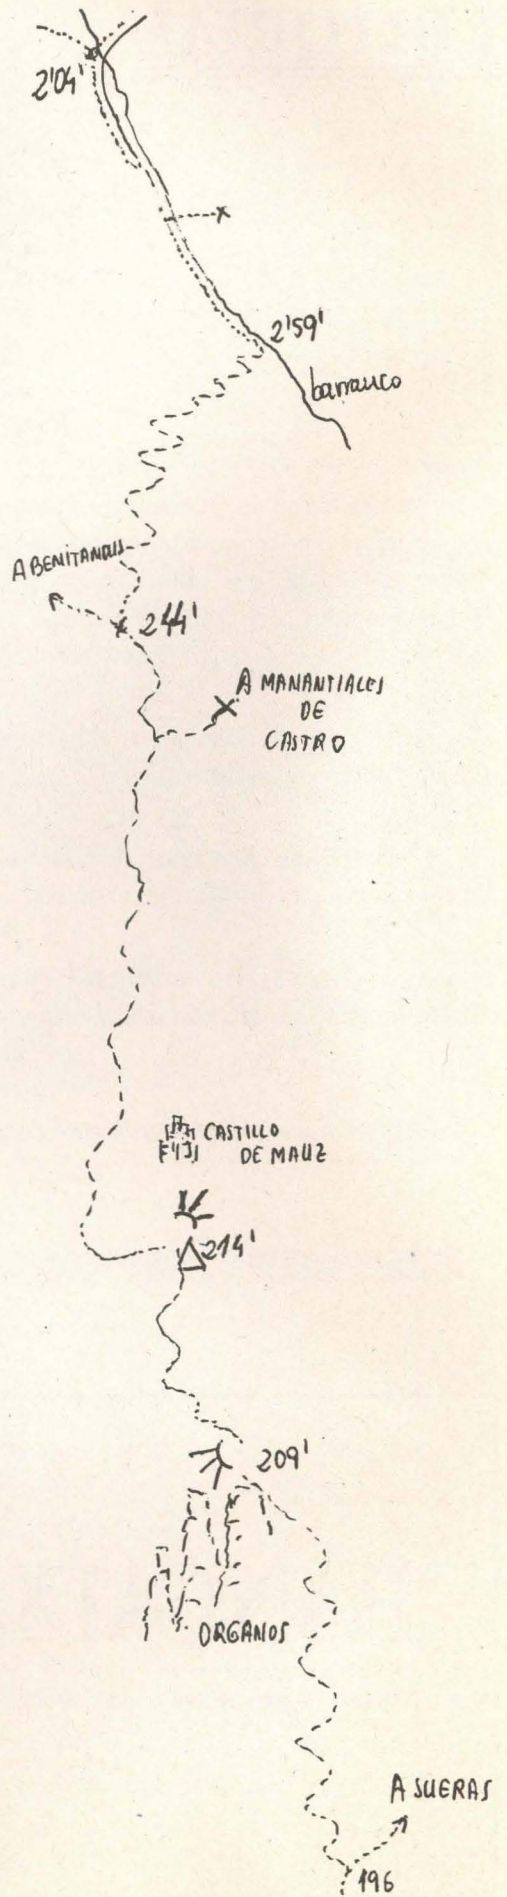 2'04'
2'59'
barranco
A BENITANDUS
244'
A MANANTIALES
DE
CASTRO
CASTILLO
DE MAUZ
214'
209'
ORGANOS
A SUERAS
196